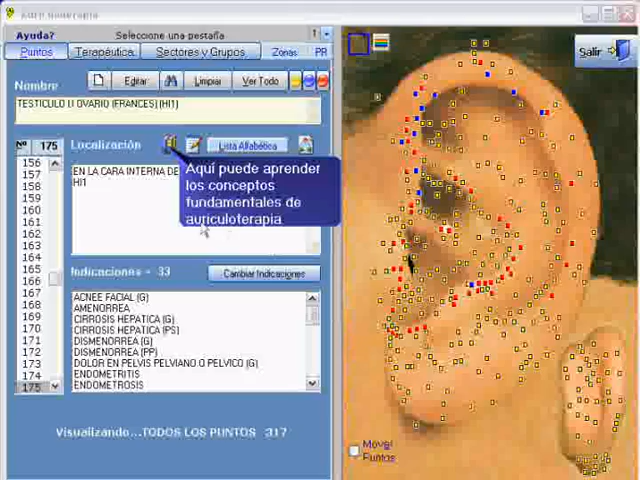 Auriculoterapia
Ayuda?
Seleccione una pestaña
Puntos
Terapéutica
Sectores y Grupos
Zonas
PR
Salir
Nombre
Editar
Limpiar
Ver Todo
TESTICULO U OVARIO (FRANCES) (HI1)
Nº
175
Localización
Lista Alfabética
EN LA CARA INTERNA DE
HI1
Aquí puede aprender
los conceptos
fundamentales de
auriculoterapia
156
157
158
159
160
161
162
163
164
165
166
167
168
169
170
171
172
173
174
175
Indicaciones - 33
Cambiar Indicaciones
ACNEE FACIAL (G)
AMENORREA
CIRROSIS HEPATICA (G)
CIRROSIS HEPATICA (PS)
DISMENORREA (G)
DISMENORREA (PP)
DOLOR EN PELVIS PELVIANO O PELVICO (G)
ENDOMETRITIS
ENDOMETROSIS
Visualizando...TODOS LOS PUNTOS 317
Mover
Puntos